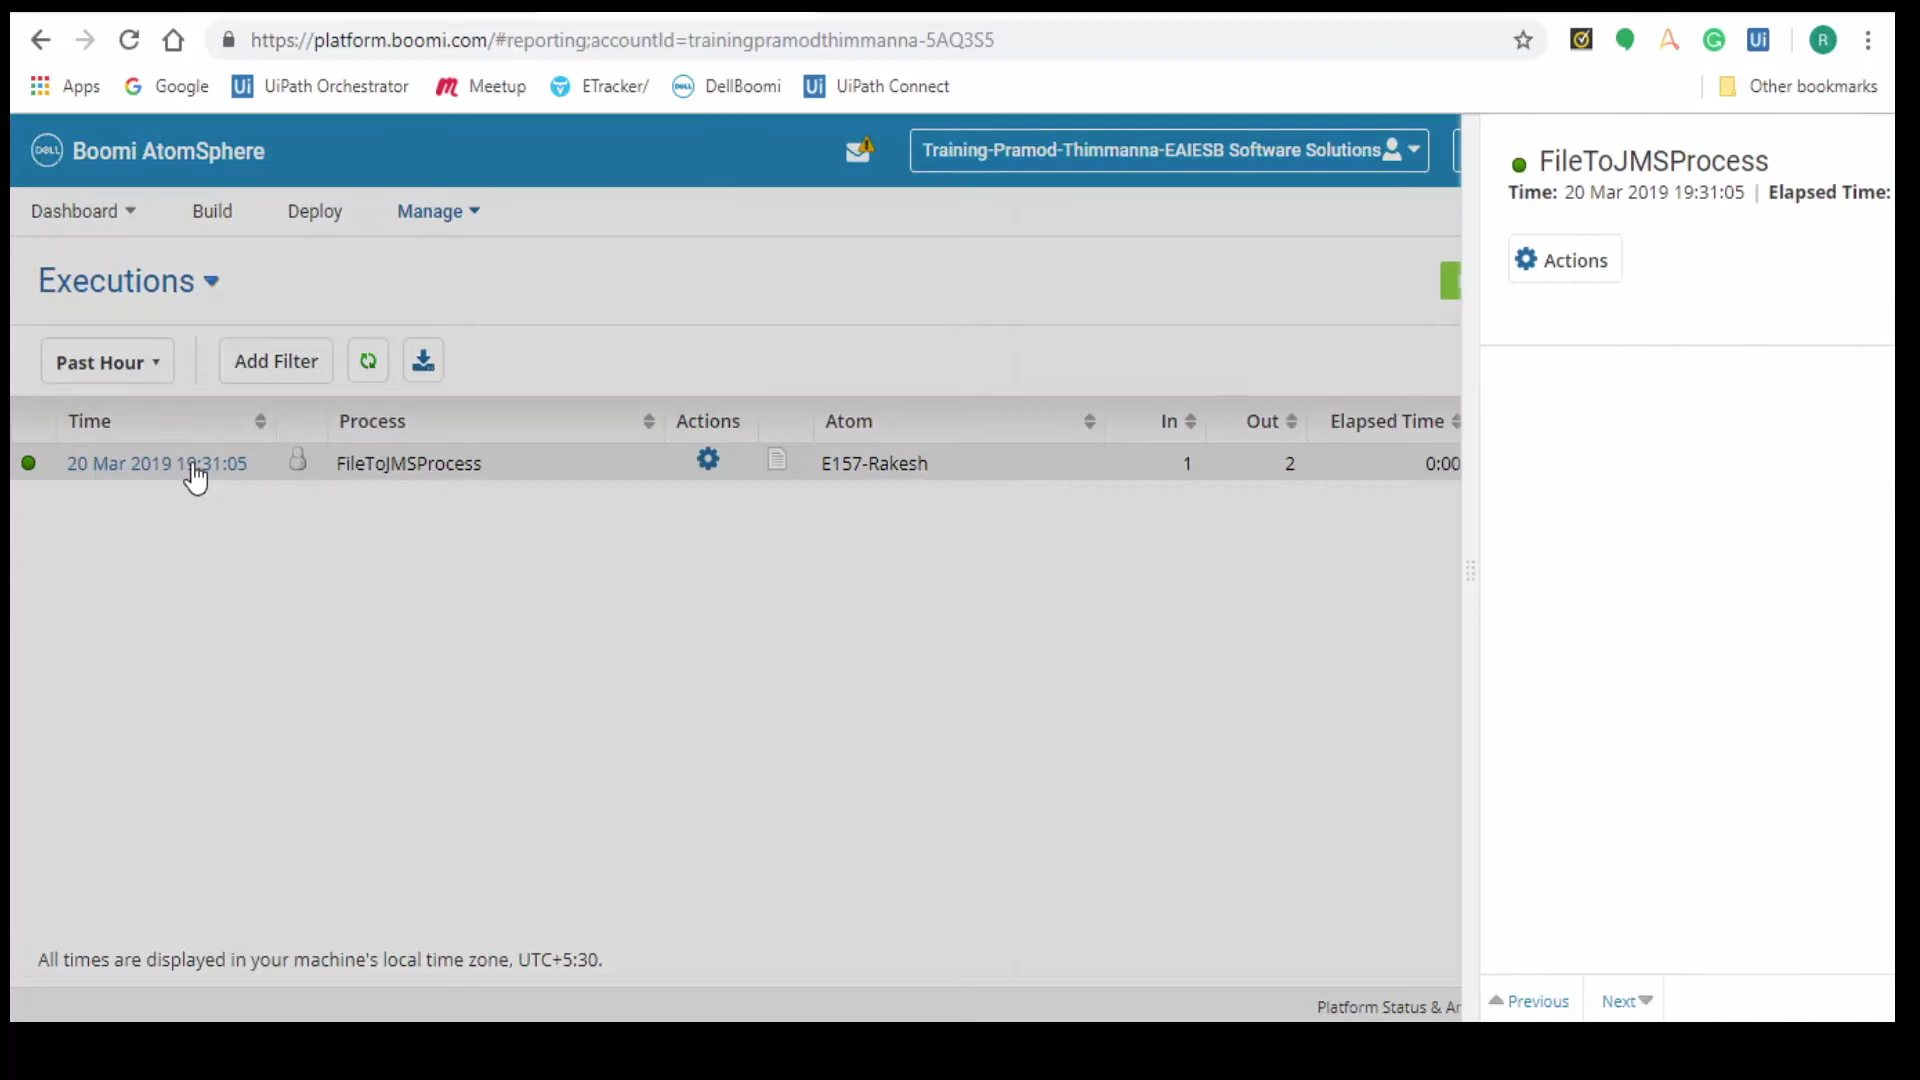 https://platform.boomi.com/#reporting;accountId=trainingpramodthimmanna-5AQ3S5
R
Apps Google UiPath Orchestrator Meetup ETracker/ DellBoomi UiPath Connect Other bookmarks
DELL Boomi AtomSphere Training-Pramod-Thimmanna-EAIESB Software Solutions
Dashboard Build Deploy Manage
Executions
Past Hour Add Filter
Time Process Actions Atom In Out Elapsed Time
20 Mar 2019 19:31:05 FileToJMSProcess E157-Rakesh 1 2 0:00
All times are displayed in your machine's local time zone, UTC+5:30.
Platform Status & Ar
FileToJMSProcess
Time: 20 Mar 2019 19:31:05 | Elapsed Time:
Actions
Previous Next